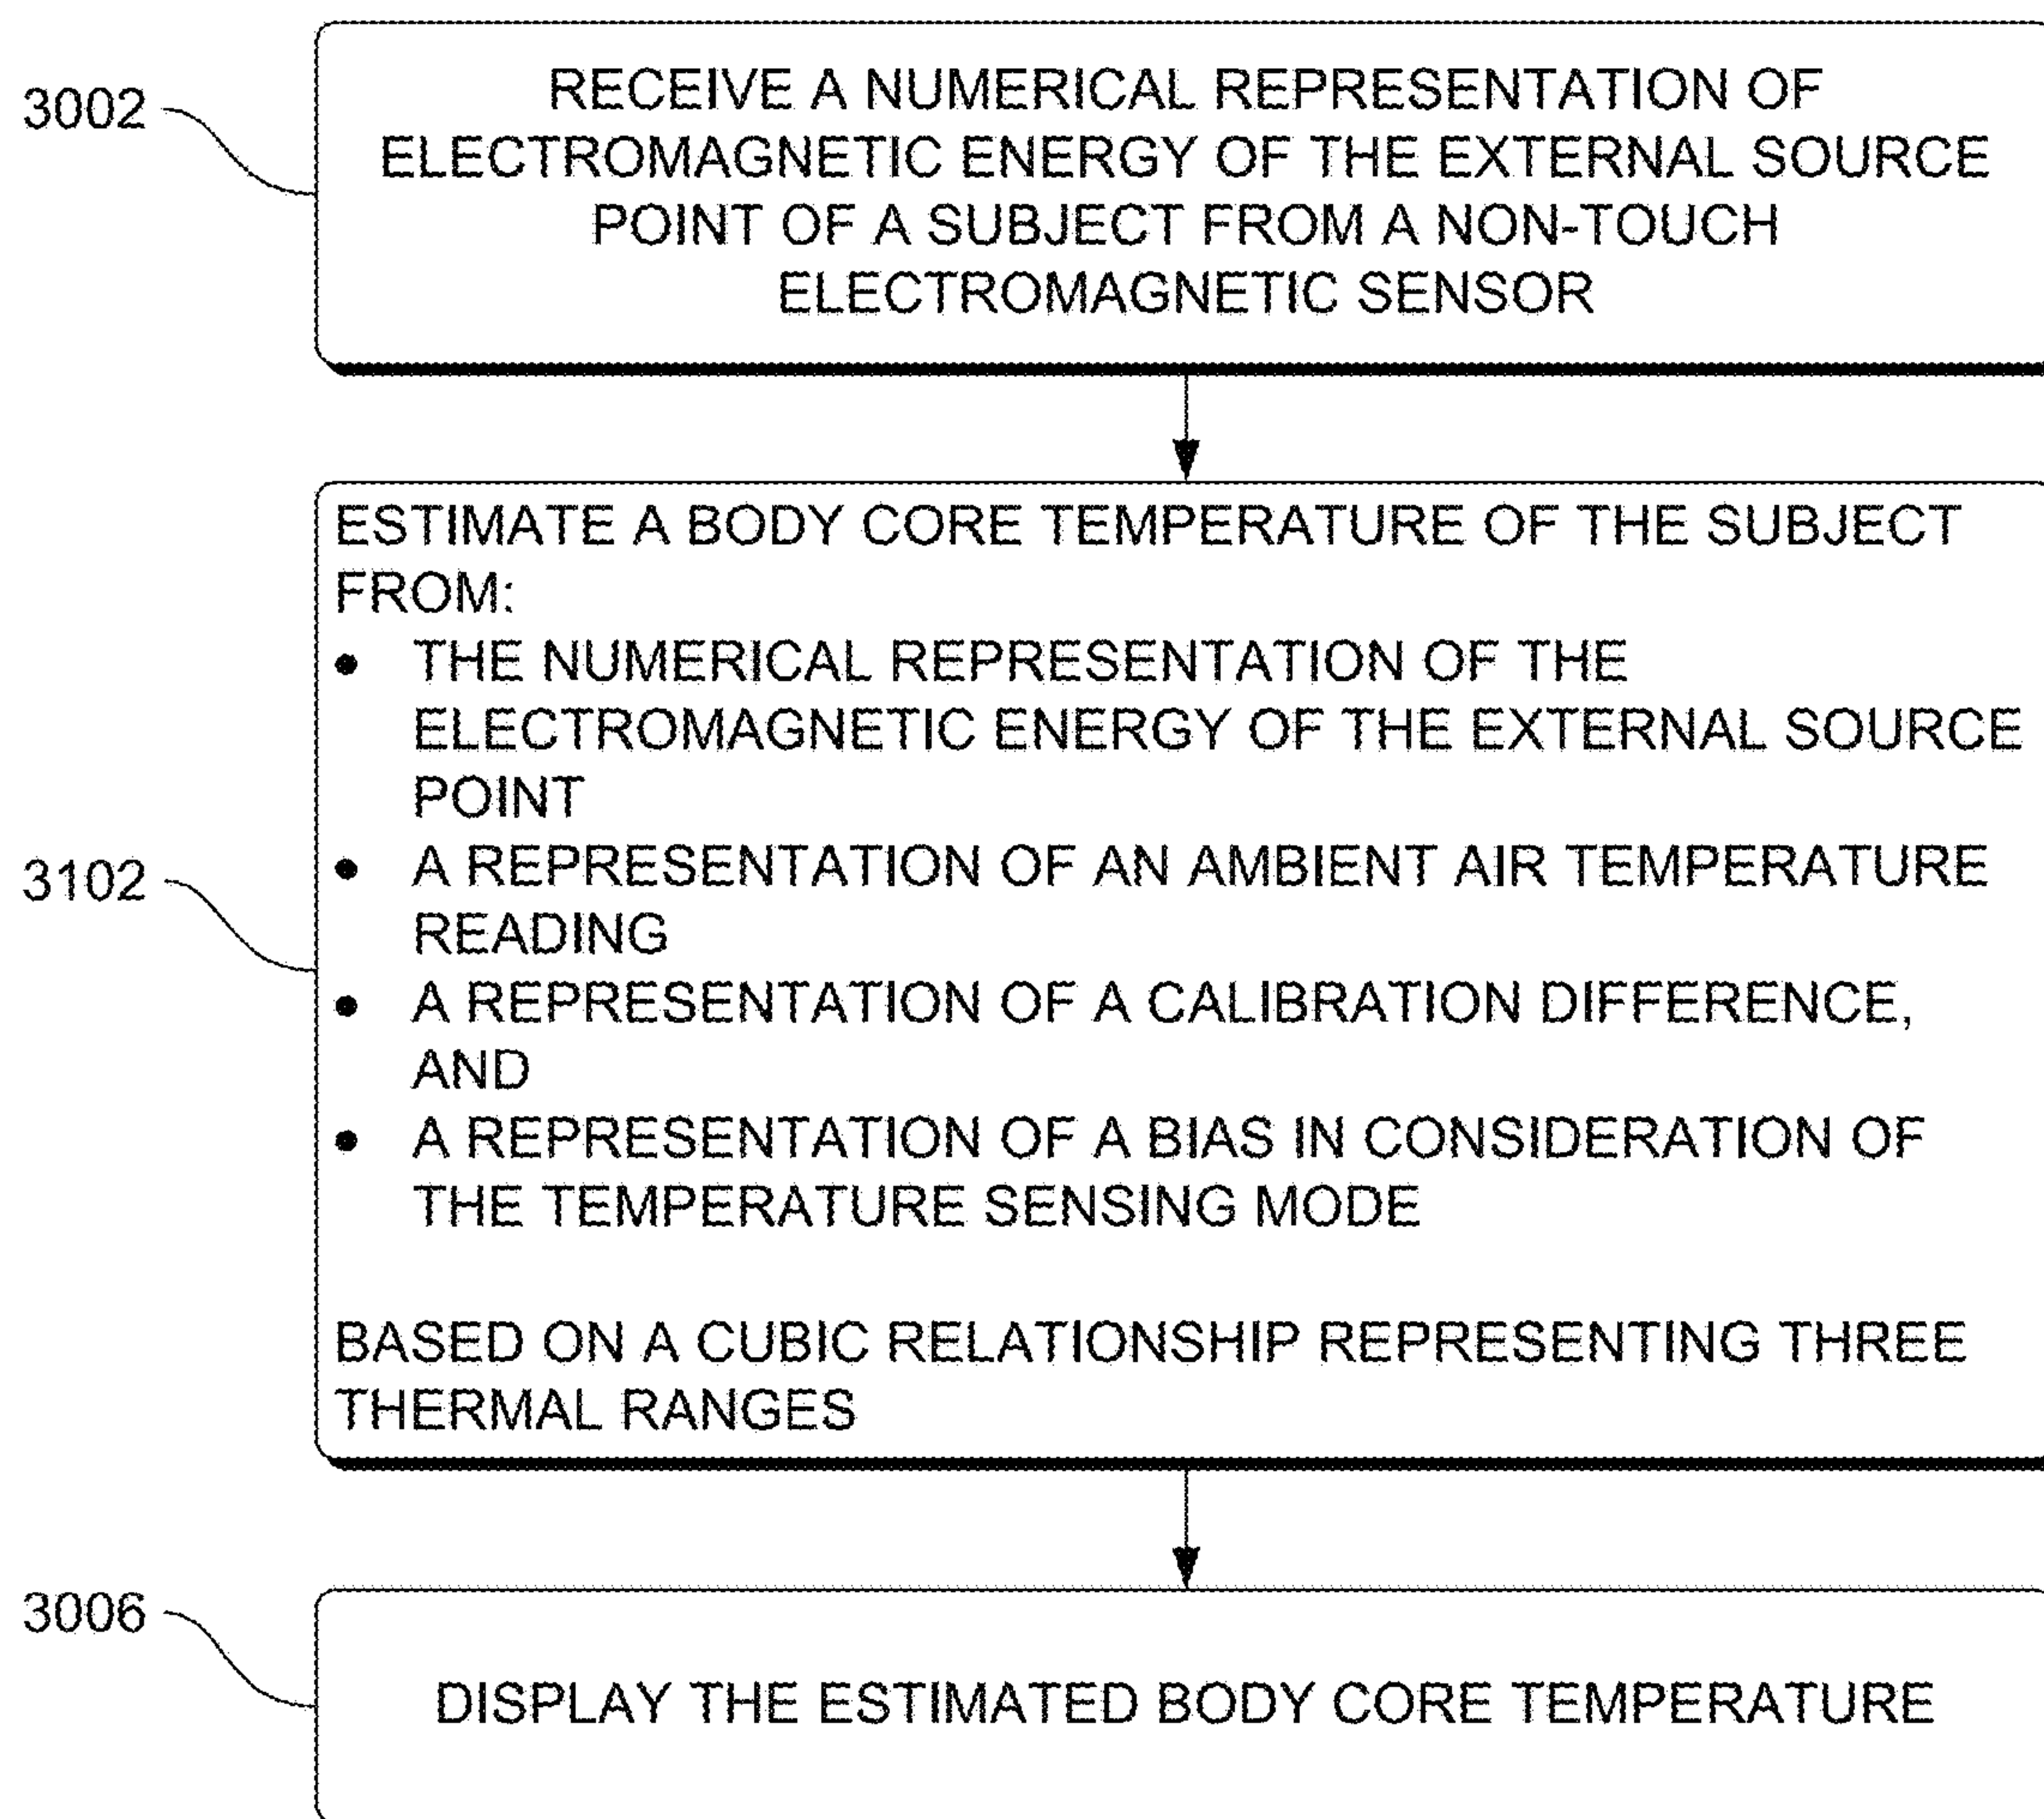 3002
RECEIVE A NUMERICAL REPRESENTATION OF
ELECTROMAGNETIC ENERGY OF THE EXTERNAL SOURCE
POINT OF A SUBJECT FROM A NON-TOUCH
ELECTROMAGNETIC SENSOR
3102
ESTIMATE A BODY CORE TEMPERATURE OF THE SUBJECT
FROM:
• THE NUMERICAL REPRESENTATION OF THE
ELECTROMAGNETIC ENERGY OF THE EXTERNAL SOURCE
POINT
• A REPRESENTATION OF AN AMBIENT AIR TEMPERATURE
READING
• A REPRESENTATION OF A CALIBRATION DIFFERENCE,
AND
• A REPRESENTATION OF A BIAS IN CONSIDERATION OF
THE TEMPERATURE SENSING MODE
BASED ON A CUBIC RELATIONSHIP REPRESENTING THREE
THERMAL RANGES
3006
DISPLAY THE ESTIMATED BODY CORE TEMPERATURE